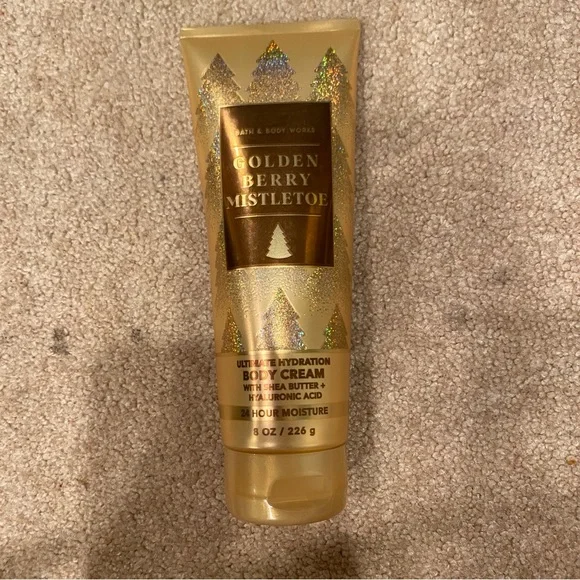 BATH & BODY WORKS
GOLDEN
BERRY
MISTLETOE
ULTIMATE HYDRATION
BODY CREAM
WITH SHEA BUTTER +
HYALURONIC ACID
24 HOUR MOISTURE
8 OZ / 226 g